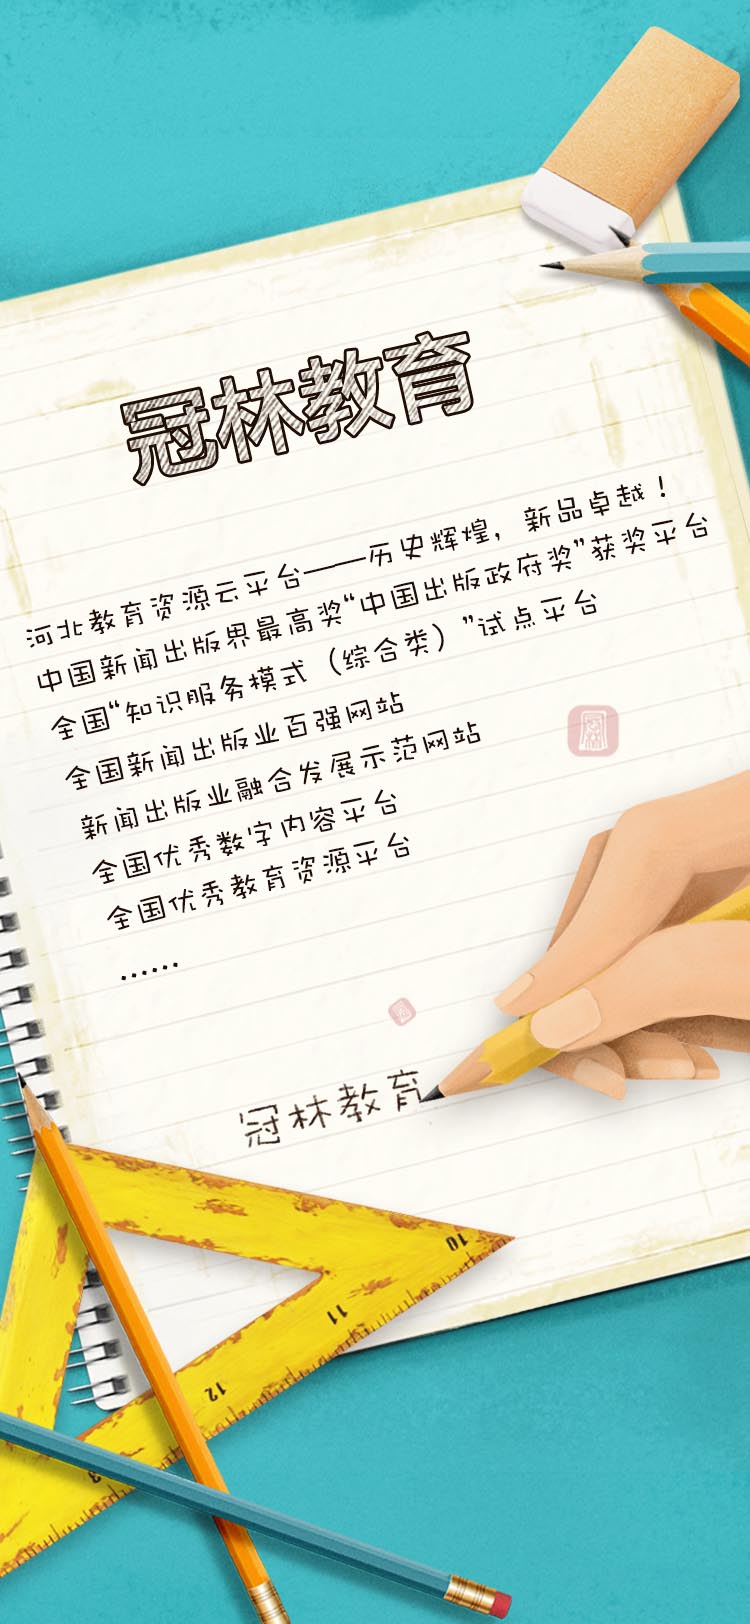 冠林教育
河北教育资源云平台——历史辉煌，新品卓越！
中国新闻出版界最高奖“中国出版政府奖”获奖平台
全国“知识服务模式（综合类）”试点平台
全国新闻出版业百强网站
新闻出版业融合发展示范网站
全国优秀数字内容平台
全国优秀教育资源平台
……
冠林教育
10
11
12